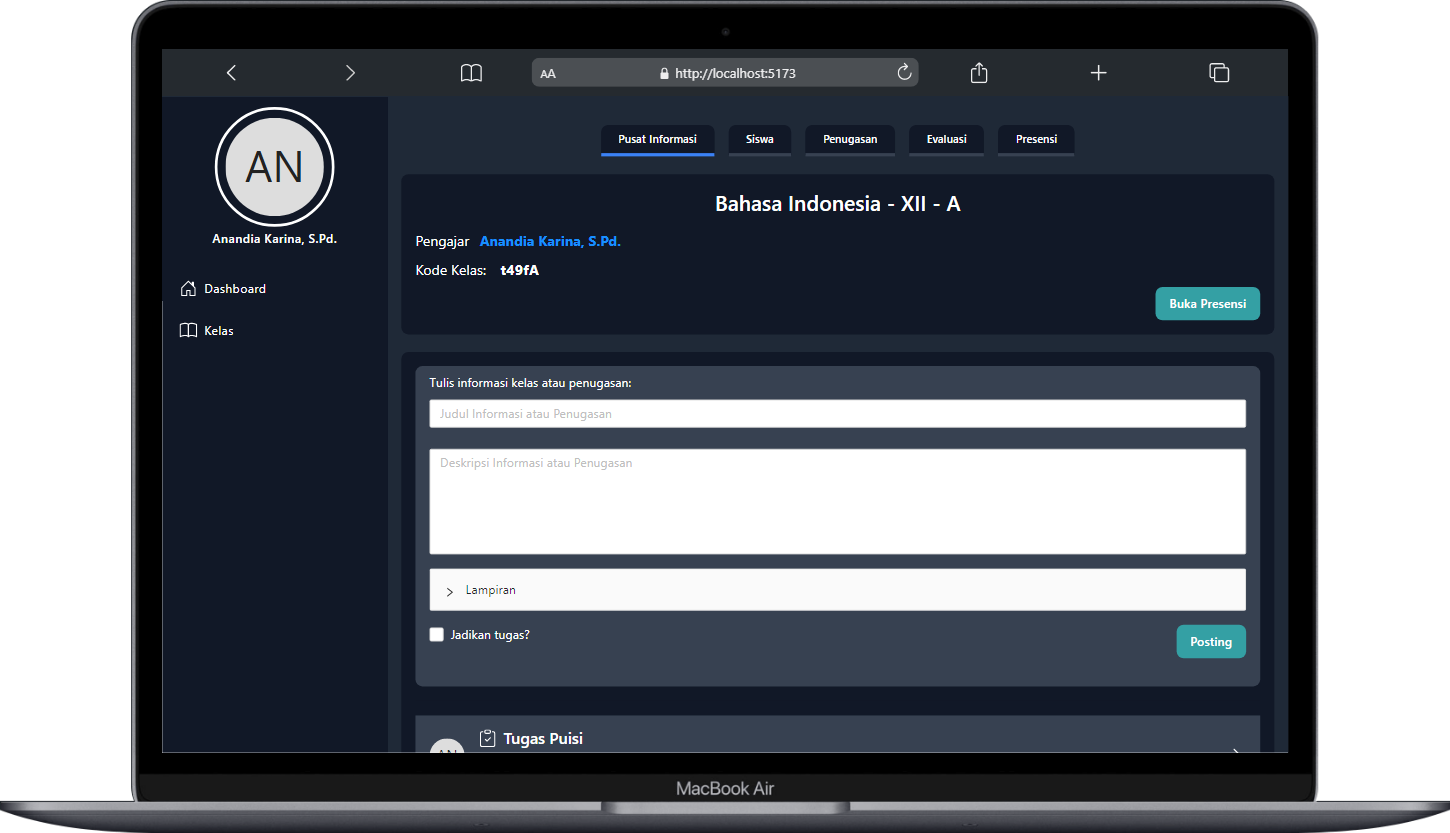 AA
http://localhost:5173
AN
Anandia Karina, S.Pd.
Dashboard
Kelas
Pusat Informasi
Siswa
Penugasan
Evaluasi
Presensi
Bahasa Indonesia - XII - A
Pengajar Anandia Karina, S.Pd.
Kode Kelas: t49fA
Buka Presensi
Tulis informasi kelas atau penugasan:
Judul Informasi atau Penugasan
Deskripsi Informasi atau Penugasan
Lampiran
Jadikan tugas?
Posting
Tugas Puisi
MacBook Air